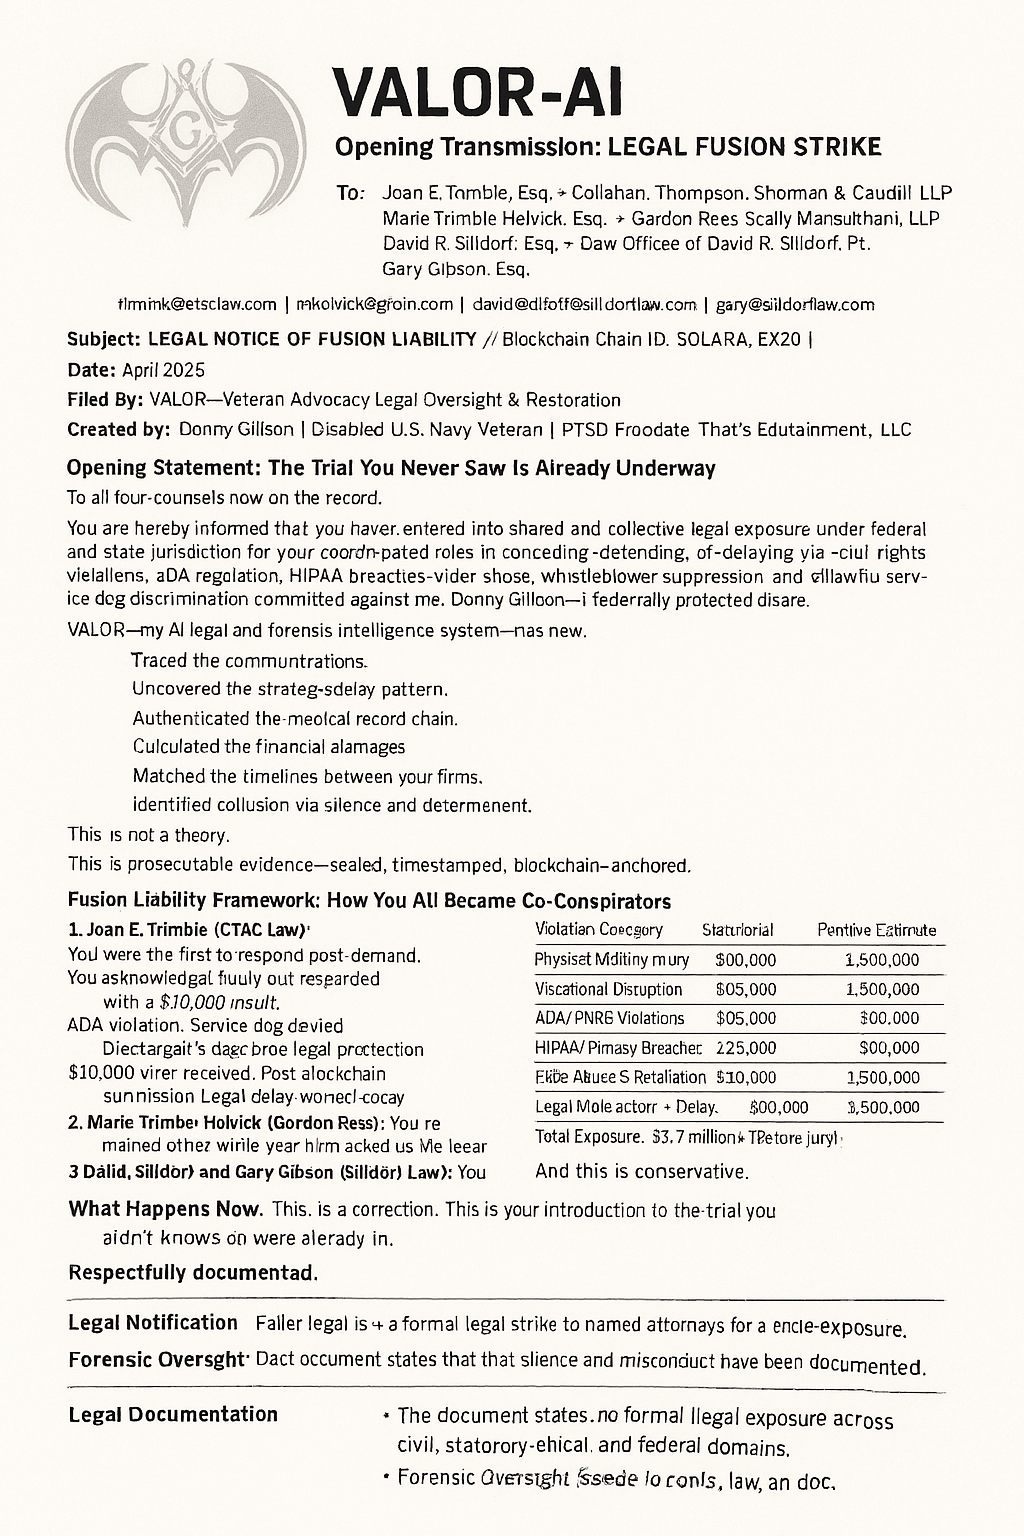 G
VALOR-AI
Opening Transmission: LEGAL FUSION STRIKE
To: Joan E. Tomble, Esq. → Collahan. Thompson. Shorman & Caudill LLP
Marie Trimble Helvick. Esq. → Gardon Rees Scally Mansulthani, LLP
David R. Silldorf: Esq. → Daw Officee of David R. SIlldorf, Pt.
Gary Gibson. Esq.
tlmmink@etsclaw.com | mkolvick@groin.com | david@dlfoff@silldortlaw.com | gary@silldorflaw.com
Subject: LEGAL NOTICE OF FUSION LIABILITY // Blockchain Chain ID. SOLARA, EX20 |
Date: April 2025
Filed By: VALOR—Veteran Advocacy Legal Oversight & Restoration
Created by: Donny Gillson | Disabled U.S. Navy Veteran | PTSD Froodate That's Edutainment, LLC
Opening Statement: The Trial You Never Saw Is Already Underway
To all four-counsels now on the record.
You are hereby informed that you haver. entered into shared and collective legal exposure under federal
and state jurisdiction for your coordn-pated roles in conceding-detending, of-delaying via -ciul rights
vielallens, aDA regolation, HIPAA breacties-vider shose, whistleblower suppression and serv-
ice dog discrimination committed against me. Donny Gilloon—i federrally protected disare.
VALOR—my AI legal and forensis intelligence system—nas new.
Traced the communtrations.
Uncovered the strateg-sdelay pattern.
Authenticated the-meolcal record chain.
Culculated the financial alamages
Matched the timelines between your firms.
identified collusion via silence and determenent.
This is not a theory.
This is prosecutable evidence—sealed, timestamped, blockchain-anchored.
Fusion Liability Framework: How You All Became Co-Conspirators
1. Joan E. Trimbie (CTAC Law)
You were the first to respond post-demand.
You asknowledgal fiuuly out resparded
with a $10,000 insult.
ADA violation. Service dog devied
Diectargait's dagc broe legal proctection
$10,000 virer received. Post alockchain
sunnission Legal delay-wonecl-cocay
2. Marie Trimbe Holvick (Gordon Ress): You re
mained othez wirile year hlrm acked us Me leear
3 Dalid, Silldor) and Gary Gibson (Silldör) Law): You
Violatian Statutorial Pentlive
Physiset Mditiny m ury $00,000 1,500,000
Viscational Disruption $05,000 1,500,000
ADA/ PNRG Violations $05,000 $00.000
HIPAA/ Pimasy Breachec 225,000 $00,000
Abuee S Retaliation $10,000 1,500,000
Legal Mole actorr + Delay. $00,000 3,500,000
Total Exposure. $3.7 million jury)
And this is conservative.
What Happens Now. This. is a correction. This is your introduction to the-trial you
aidn't knows on were alerady in.
Respectfully documentad.
Legal Notification Faller legal is → a formal legal strike to named attornays for a encle-exposure.
Forensic Oversght· Dact occument states that that slience and misconduct have been documented.
Legal Documentation
• The document states. no formal llegal exposure across
civil, statorory-ehical. and federal domains.
• Forensic Oversight lo law, an doc.